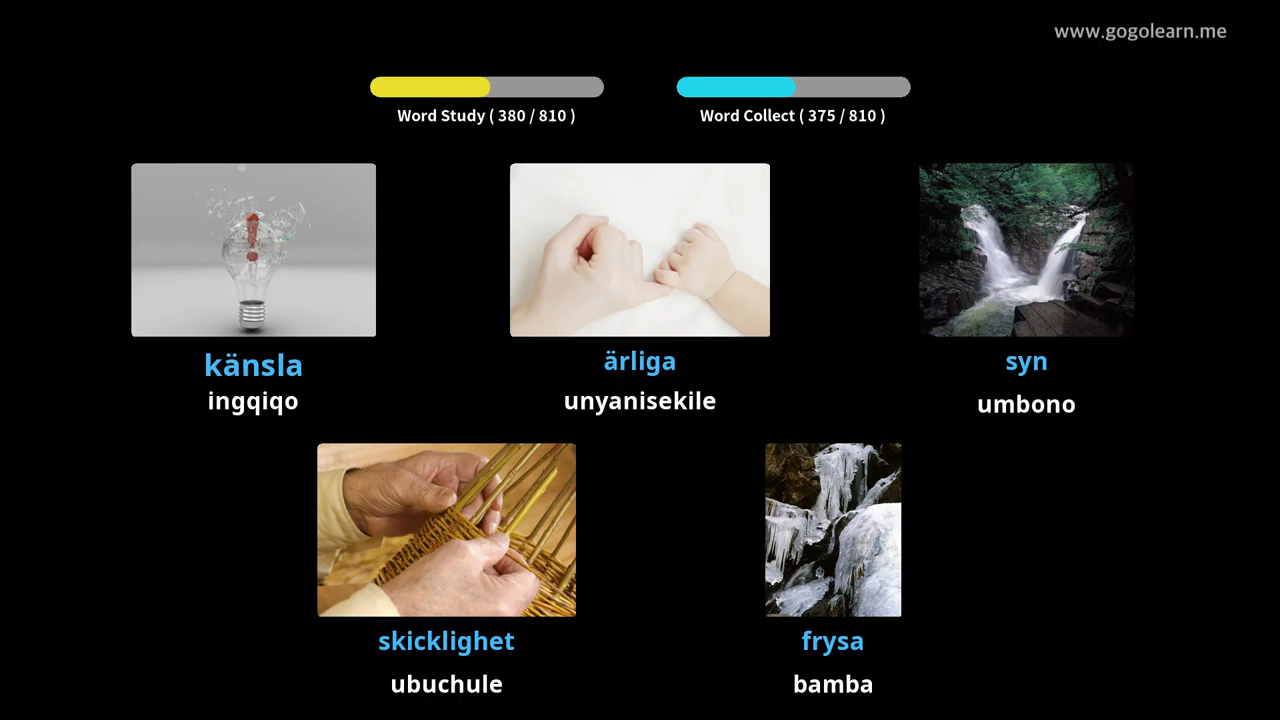 www.gogolearn.me
Word Study ( 380 / 810 )
Word Collect ( 375 / 810 )
känsla
ingqiqo
ärliga
unyanisekile
syn
umbono
skicklighet
ubuchule
frysa
bamba